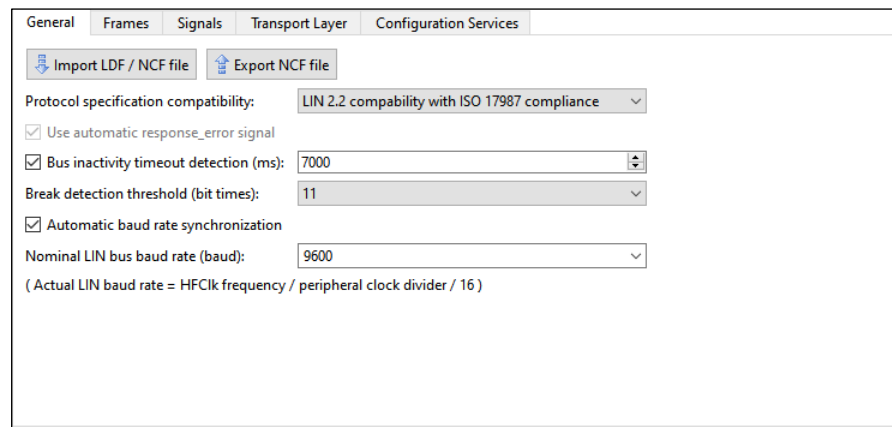 General Frames Signals Transport Layer Configuration Services
Import LDF / NCF file Export NCF file
Protocol specification compatibility: LIN 2.2 compability with ISO 17987 compliance
Use automatic response_error signal
Bus inactivity timeout detection (ms): 7000
Break detection threshold (bit times): 11
Automatic baud rate synchronization
Nominal LIN bus baud rate (baud): 9600
( Actual LIN baud rate = HFClk frequency / peripheral clock divider / 16 )